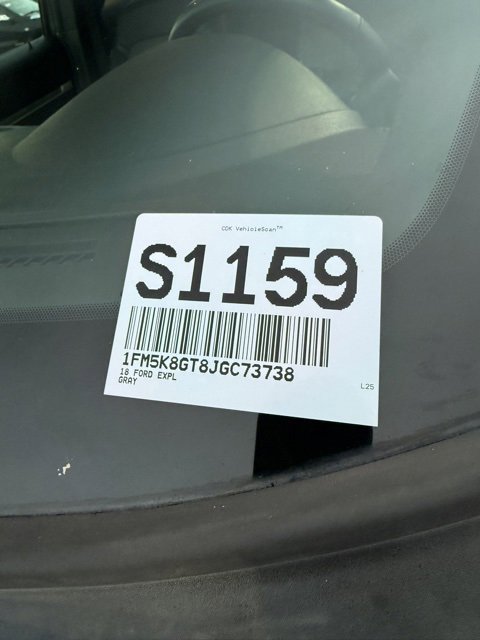 CDK VehicleScan™
S1159
1FM5K8GT8JGC73738
18 FORD EXPL
GRAY
L25